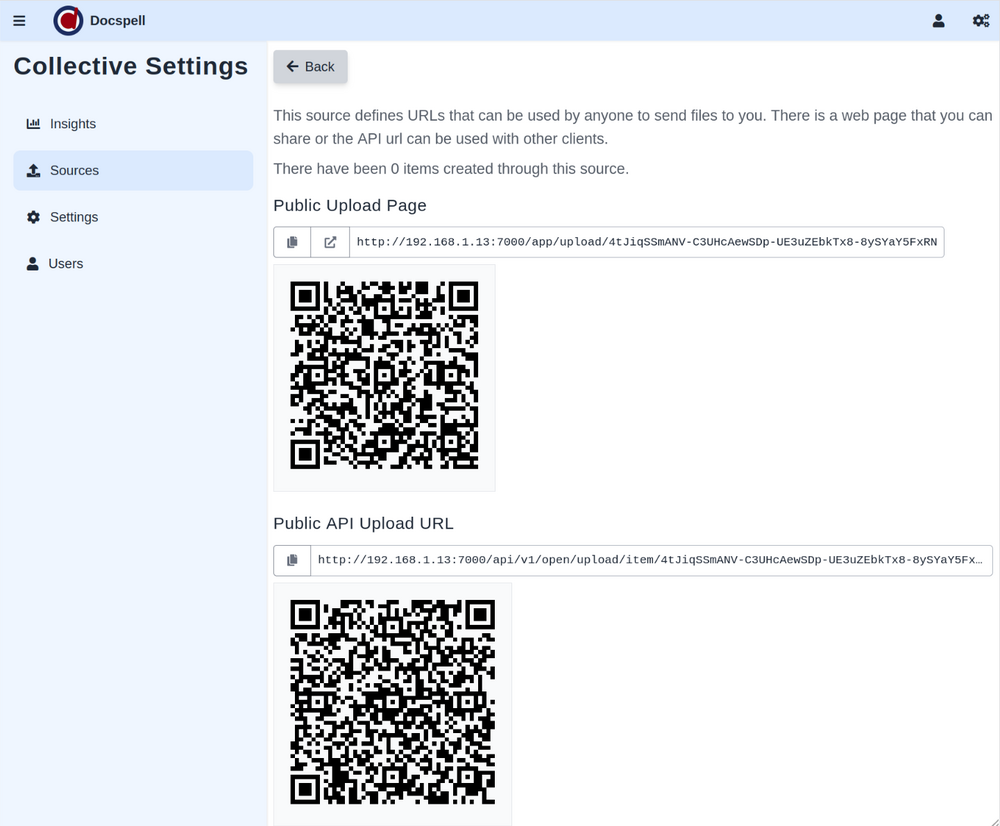 Docspell
Collective Settings
Insights
Sources
Settings
Users
Back
This source defines URLs that can be used by anyone to send files to you. There is a web page that you can
share or the API url can be used with other clients.
There have been 0 items created through this source.
Public Upload Page
http://192.168.1.13:7000/app/upload/4tJiqSSmANV-C3UHcAewSDp-UE3uZEbkTx8-8ySYaY5FxRN
Public API Upload URL
http://192.168.1.13:7000/api/v1/open/upload/item/4tJiqSSmANV-C3UHcAewSDp-UE3uZEbkTx8-8ySYaY5Fx…